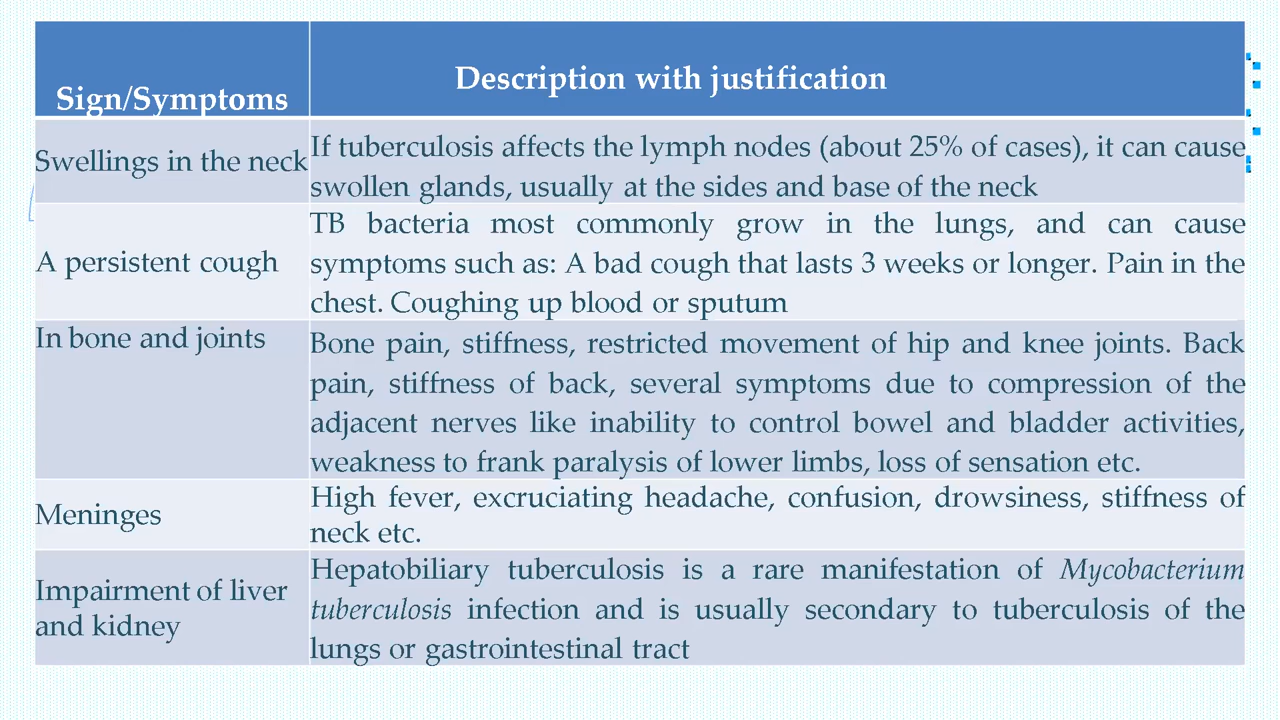 Sign/Symptoms
Description with justification
Swellings in the neck
If tuberculosis affects the lymph nodes (about 25% of cases), it can cause
swollen glands, usually at the sides and base of the neck
A persistent cough
TB bacteria most commonly grow in the lungs, and can cause
symptoms such as: A bad cough that lasts 3 weeks or longer. Pain in the
chest. Coughing up blood or sputum
In bone and joints
Bone pain, stiffness, restricted movement of hip and knee joints. Back
pain, stiffness of back, several symptoms due to compression of the
adjacent nerves like inability to control bowel and bladder activities,
weakness to frank paralysis of lower limbs, loss of sensation etc.
Meninges
High fever, excruciating headache, confusion, drowsiness, stiffness of
neck etc.
Impairment of liver
and kidney
Hepatobiliary tuberculosis is a rare manifestation of Mycobacterium
tuberculosis infection and is usually secondary to tuberculosis of the
lungs or gastrointestinal tract